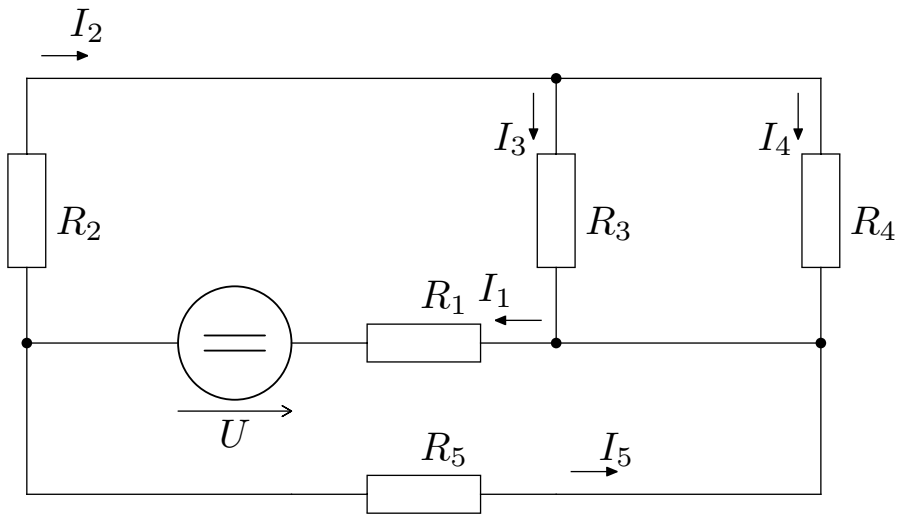 I₂
I₃
I₄
R₂
R₃
R₄
R₁
I₁
U
R₅
I₅